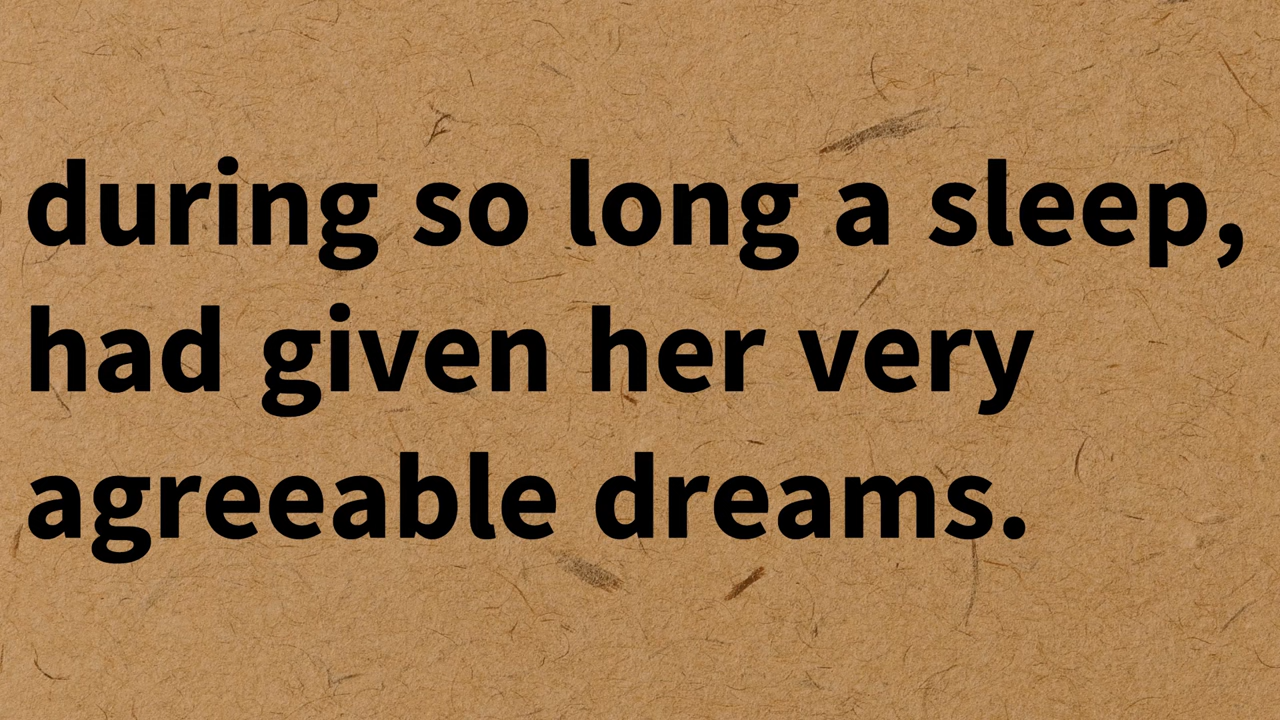 during so long a sleep,
had given her very
agreeable dreams.